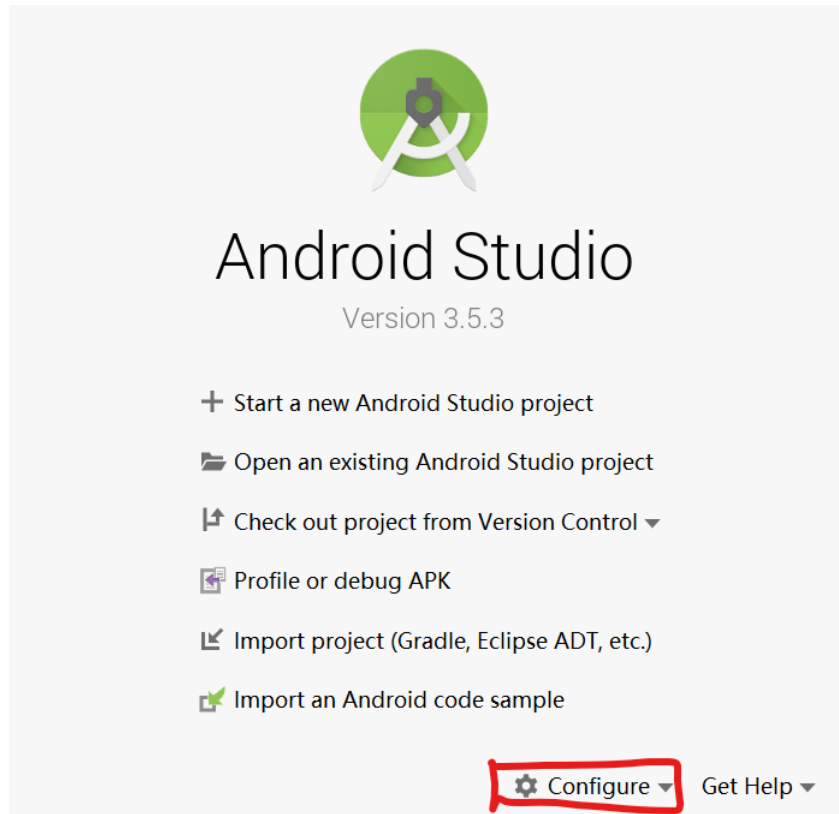 Android Studio
Version 3.5.3
Start a new Android Studio project
Open an existing Android Studio project
Check out project from Version Control
Profile or debug APK
Import project (Gradle, Eclipse ADT, etc.)
Import an Android code sample
Configure Get Help